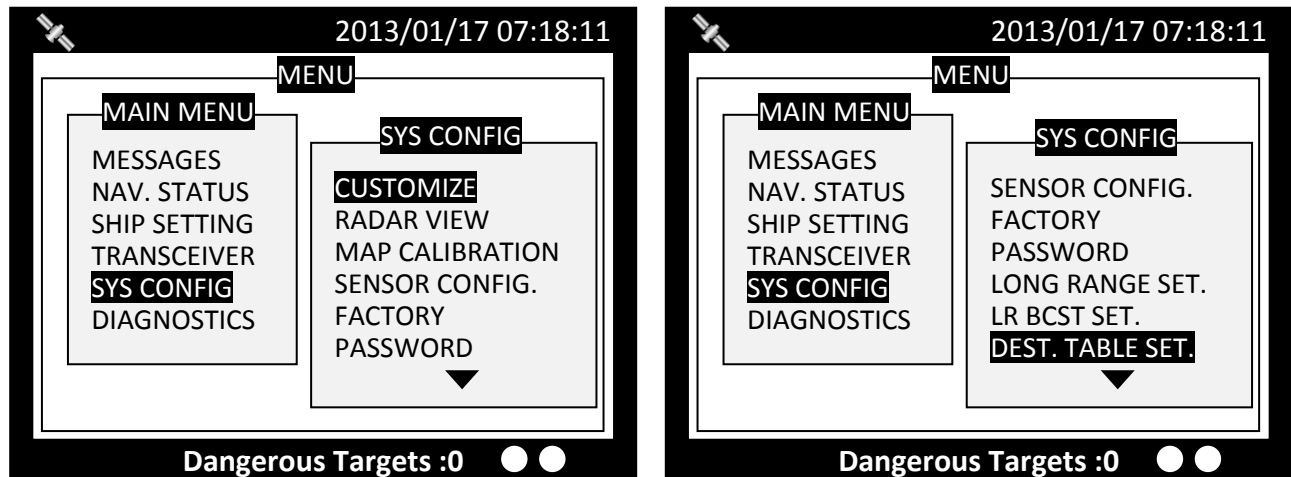 2013/01/17 07:18:11
MENU
MAIN MENU
MESSAGES
NAV. STATUS
SHIP SETTING
TRANSCEIVER
SYS CONFIG
DIAGNOSTICS
SYS CONFIG
CUSTOMIZE
RADAR VIEW
MAP CALIBRATION
SENSOR CONFIG.
FACTORY
PASSWORD
Dangerous Targets :0
2013/01/17 07:18:11
MENU
MAIN MENU
MESSAGES
NAV. STATUS
SHIP SETTING
TRANSCEIVER
SYS CONFIG
DIAGNOSTICS
SYS CONFIG
SENSOR CONFIG.
FACTORY
PASSWORD
LONG RANGE SET.
LR BCST SET.
DEST. TABLE SET.
Dangerous Targets :0